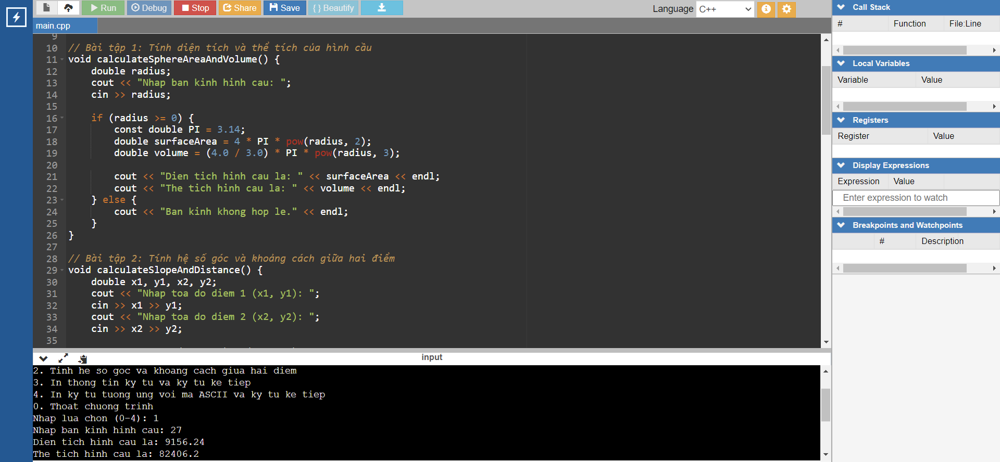 Run Debug Stop Share Save { } Beautify
Language C++
main.cpp
9
10 // Bài tập 1: Tính diện tích và thể tích của hình cầu
11 void calculateSphereAreaAndVolume() {
12 double radius;
13 cout << "Nhap ban kinh hinh cau: ";
14 cin >> radius;
15
16 if (radius >= 0) {
17 const double PI = 3.14;
18 double surfaceArea = 4 * PI * pow(radius, 2);
19 double volume = (4.0 / 3.0) * PI * pow(radius, 3);
20
21 cout << "Dien tich hinh cau la: " << surfaceArea << endl;
22 cout << "The tich hinh cau la: " << volume << endl;
23 } else {
24 cout << "Ban kinh khong hop le." << endl;
25 }
26 }
27
28 // Bài tập 2: Tính hệ số góc và khoảng cách giữa hai điểm
29 void calculateSlopeAndDistance() {
30 double x1, y1, x2, y2;
31 cout << "Nhap toa do diem 1 (x1, y1): ";
32 cin >> x1 >> y1;
33 cout << "Nhap toa do diem 2 (x2, y2): ";
34 cin >> x2 >> y2;
35
input
2. Tinh he so goc va khoang cach giua hai diem
3. In thong tin ky tu va ky tu ke tiep
4. In ky tu tuong ung voi ma ASCII va ky tu ke tiep
0. Thoat chuong trinh
Nhap lua chon (0-4): 1
Nhap ban kinh hinh cau: 27
Dien tich hinh cau la: 9156.24
The tich hinh cau la: 82406.2
Call Stack
# Function File:Line
Local Variables
Variable Value
Registers
Register Value
Display Expressions
Expression Value
Enter expression to watch
Breakpoints and Watchpoints
# Description